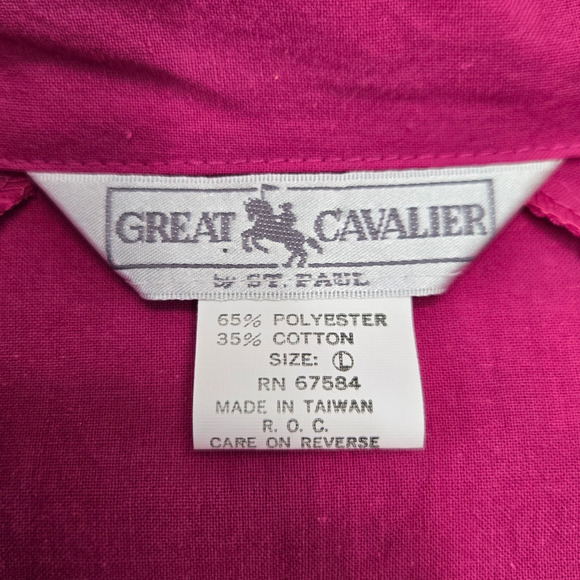 GREAT CAVALIER
by ST. PAUL
65% POLYESTER
35% COTTON
SIZE: L
RN 67584
MADE IN TAIWAN
R. O. C.
CARE ON REVERSE